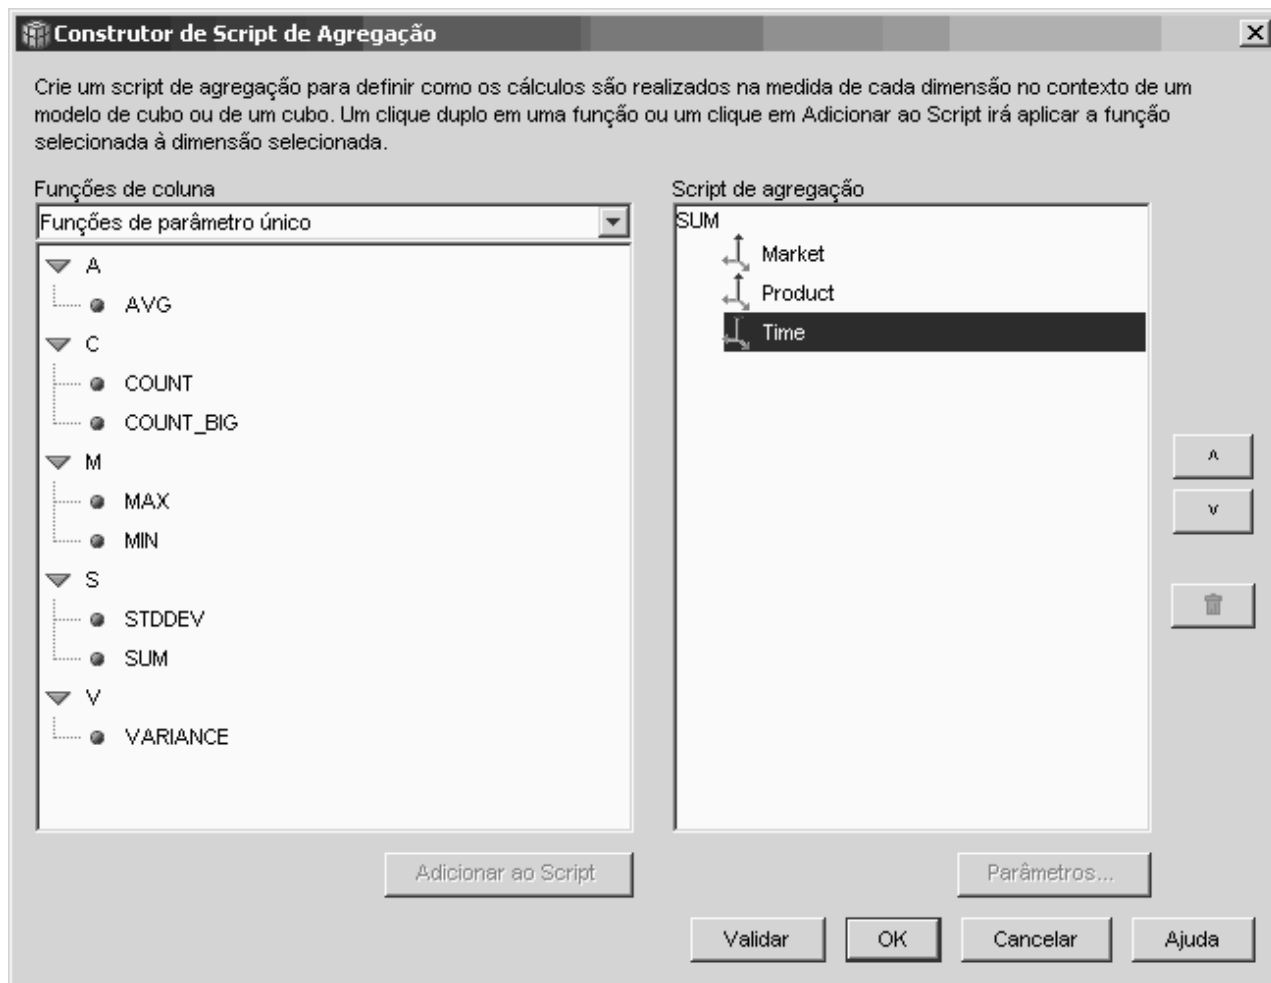 Construtor de Script de Agregação
Crie um script de agregação para definir como os cálculos são realizados na medida de cada dimensão no contexto de um
modelo de cubo ou de um cubo. Um clique duplo em uma função ou um clique em Adicionar ao Script irá aplicar a função
selecionada à dimensão selecionada.
Funções de coluna
Funções de parâmetro único
A
AVG
C
COUNT
COUNT_BIG
M
MAX
MIN
S
STDDEV
SUM
V
VARIANCE
Adicionar ao Script
Script de agregação
SUM
Market
Product
Time
Parâmetros...
Validar
OK
Cancelar
Ajuda